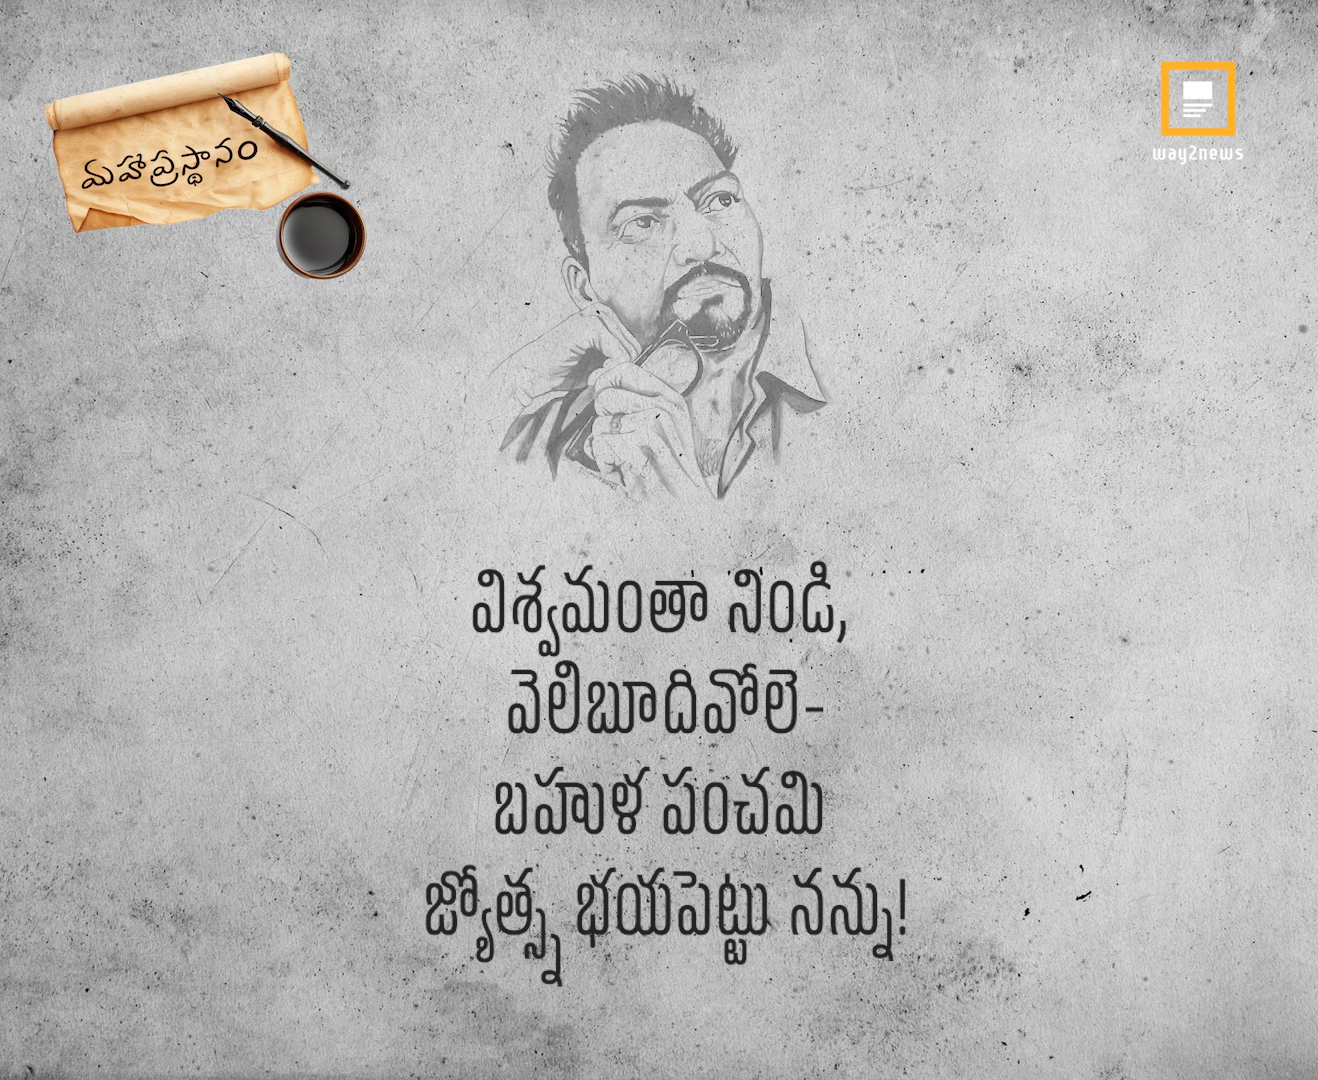 మహాప్రస్థానం
way2news
విశ్వమంతా నిండి,
వెలిబూదివోలె-
బహుళ పంచమి
జ్యోత్స్న భయపెట్టు నన్ను!